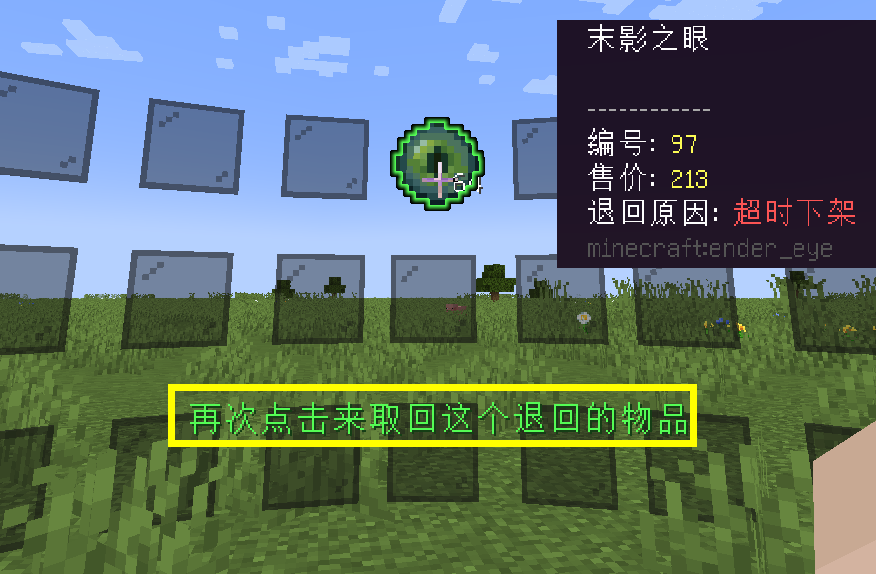 末影之眼
------------
编号: 97
售价: 213
退回原因: 超时下架
minecraft:ender_eye
64
再次点击来取回这个退回的物品